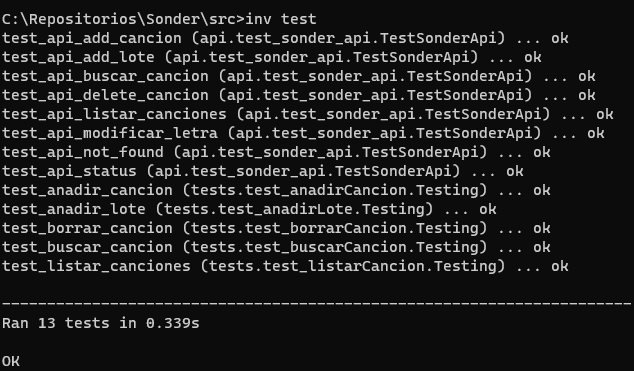 C:\Repositorios\Sonder\src>inv test
test_api_add_cancion (api.test_sonder_api.TestSonderApi) ... ok
test_api_add_lote (api.test_sonder_api.TestSonderApi) ... ok
test_api_buscar_cancion (api.test_sonder_api.TestSonderApi) ... ok
test_api_delete_cancion (api.test_sonder_api.TestSonderApi) ... ok
test_api_listar_canciones (api.test_sonder_api.TestSonderApi) ... ok
test_api_modificar_letra (api.test_sonder_api.TestSonderApi) ... ok
test_api_not_found (api.test_sonder_api.TestSonderApi) ... ok
test_api_status (api.test_sonder_api.TestSonderApi) ... ok
test_anadir_cancion (tests.test_anadirCancion.Testing) ... ok
test_anadir_lote (tests.test_anadirLote.Testing) ... ok
test_borrar_cancion (tests.test_borrarCancion.Testing) ... ok
test_buscar_cancion (tests.test_buscarCancion.Testing) ... ok
test_listar_canciones (tests.test_listarCancion.Testing) ... ok
----------------------------------------------------------------------
Ran 13 tests in 0.339s
OK